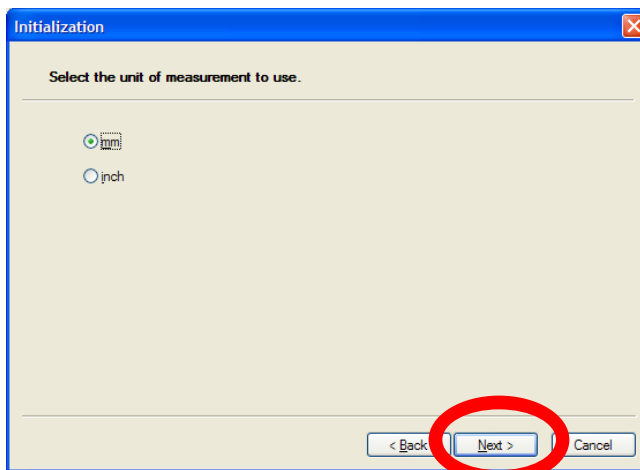 Initialization
Select the unit of measurement to use.
mm
inch
< Back Next > Cancel